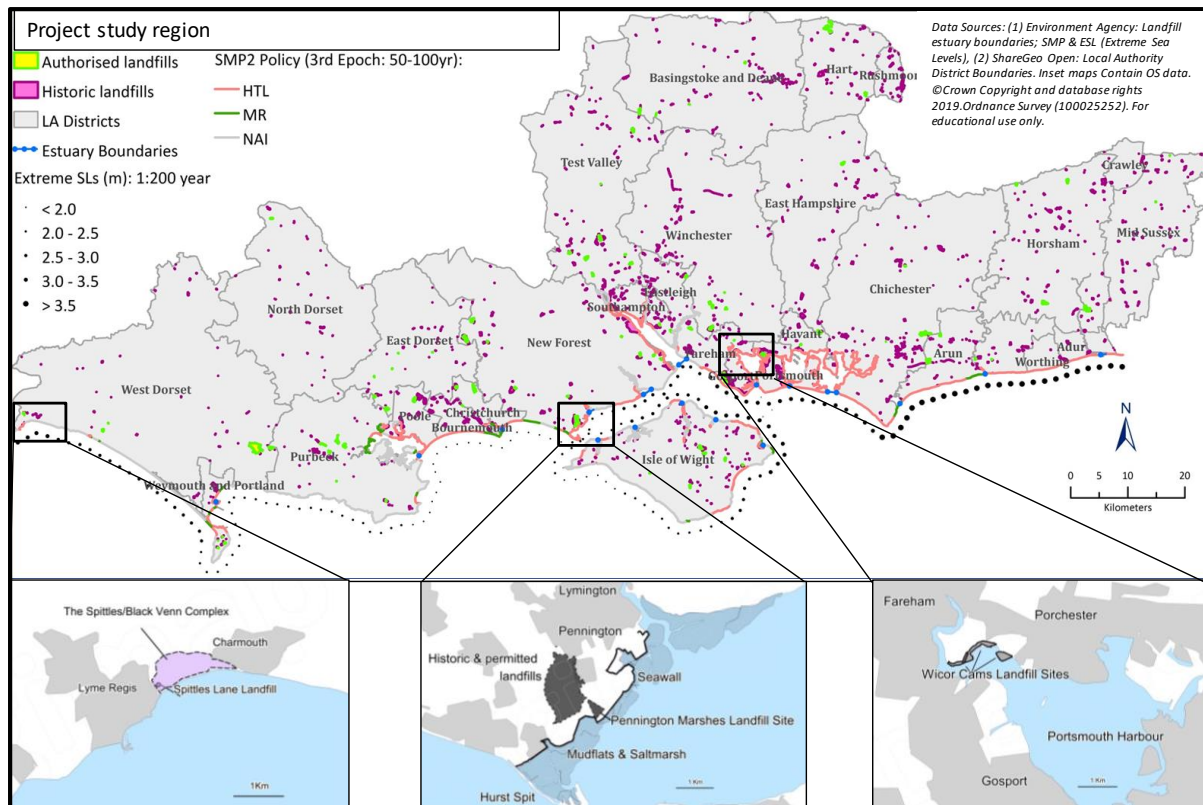 Project study region
Authorised landfills
Historic landfills
LA Districts
Estuary Boundaries
Extreme SLs (m): 1:200 year
< 2.0
2.0 - 2.5
2.5 - 3.0
3.0 - 3.5
> 3.5
SMP2 Policy (3rd Epoch: 50-100yr):
HTL
MR
NAI
Data Sources: (1) Environment Agency: Landfill
estuary boundaries; SMP & ESL (Extreme Sea
Levels), (2) ShareGeo Open: Local Authority
District Boundaries. Inset maps Contain OS data.
©Crown Copyright and database rights
2019.Ordnance Survey (100025252). For
educational use only.
Basingstoke and Deane
Hart
Rushmoor
Test Valley
East Hampshire
Winchester
Crawley
Horsham
Mid Sussex
Chichester
Eastleigh
Southampton
North Dorset
East Dorset
New Forest
Fareham
Havant
Gosport
Portsmouth
Arun
Worthing
Adur
West Dorset
Poole
Christchurch
Bournemouth
Purbeck
Isle of Wight
Weymouth and Portland
N
0 5 10 20
Kilometers
The Spittles/Black Venn Complex
Charmouth
Lyme Regis
Spittles Lane Landfill
1Km
Lymington
Pennington
Historic & permitted
landfills
Seawall
Pennington Marshes Landfill Site
Mudflats & Saltmarsh
Hurst Spit
1 Km
Fareham
Porchester
Wicor Cams Landfill Sites
Portsmouth Harbour
Gosport
1 Km